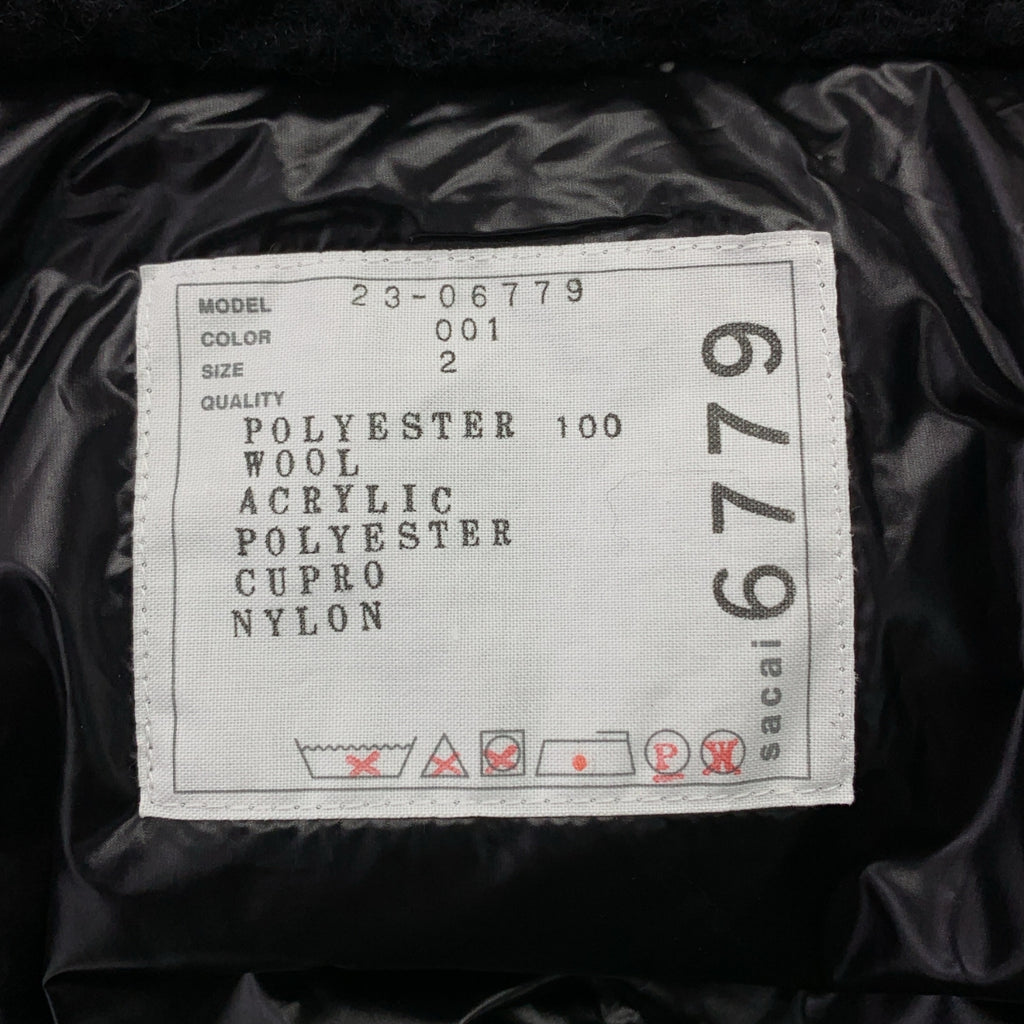 MODEL 23-06779
COLOR 001
SIZE 2
QUALITY
POLYESTER 100
WOOL
ACRYLIC
POLYESTER
CUPRO
NYLON
P W
sacai 6779